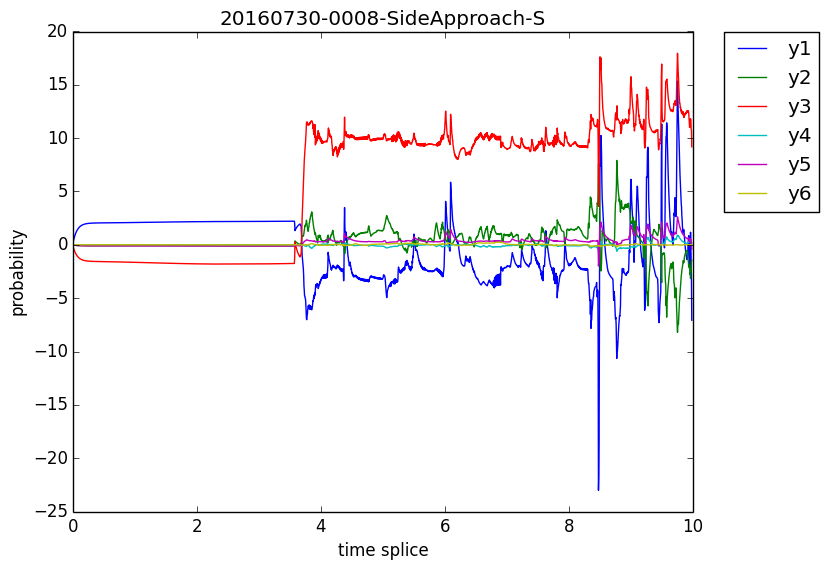 20160730-0008-SideApproach-S
20
15
10
5
0
−5
−10
−15
−20
−25
probability
0 2 4 6 8 10
time splice
y1
y2
y3
y4
y5
y6